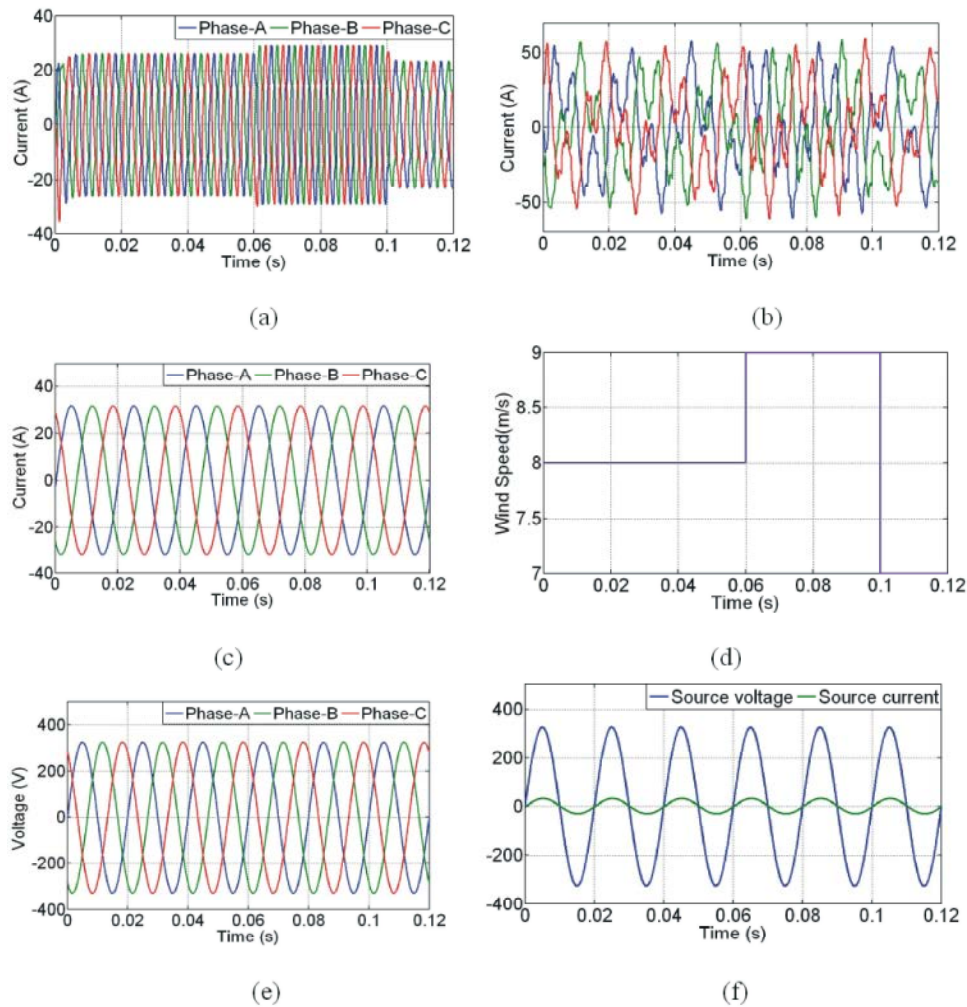 Phase-A Phase-B Phase-C
Current (A)
40
20
0
-20
-40
0 0.02 0.04 0.06 0.08 0.1 0.12
Time (s)
(a)
Current (A)
50
0
-50
0 0.02 0.04 0.06 0.08 0.1 0.12
Time (s)
(b)
Phase-A Phase-B Phase-C
Current (A)
40
20
0
-20
-40
0 0.02 0.04 0.06 0.08 0.1 0.12
Time (s)
(c)
Wind Speed(m/s)
9
8.5
8
7.5
7
0 0.02 0.04 0.06 0.08 0.1 0.12
Time (s)
(d)
Phase-A Phase-B Phase-C
Voltage (V)
400
200
0
-200
-400
0 0.02 0.04 0.06 0.08 0.1 0.12
Time (s)
(e)
Source voltage Source current
400
200
0
-200
-400
0 0.02 0.04 0.06 0.08 0.1 0.12
Time (s)
(f)